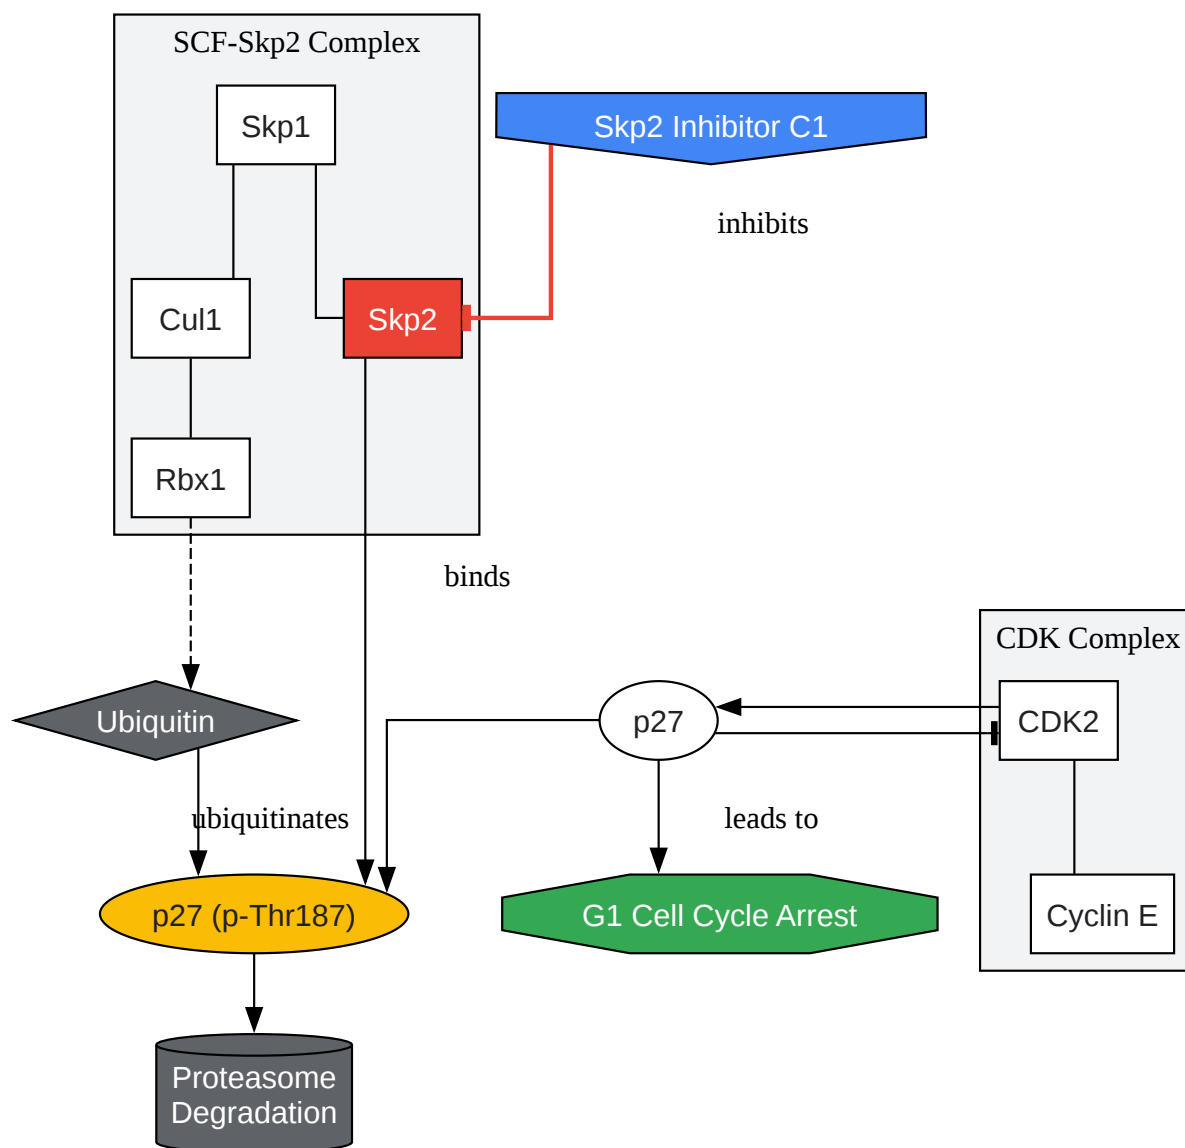 SCF-Skp2 Complex
Skp1
Skp2 Inhibitor C1
inhibits
Cul1
Skp2
Rbx1
binds
CDK Complex
Ubiquitin
p27
CDK2
ubiquitinates
leads to
p27 (p-Thr187)
G1 Cell Cycle Arrest
Cyclin E
Proteasome
Degradation